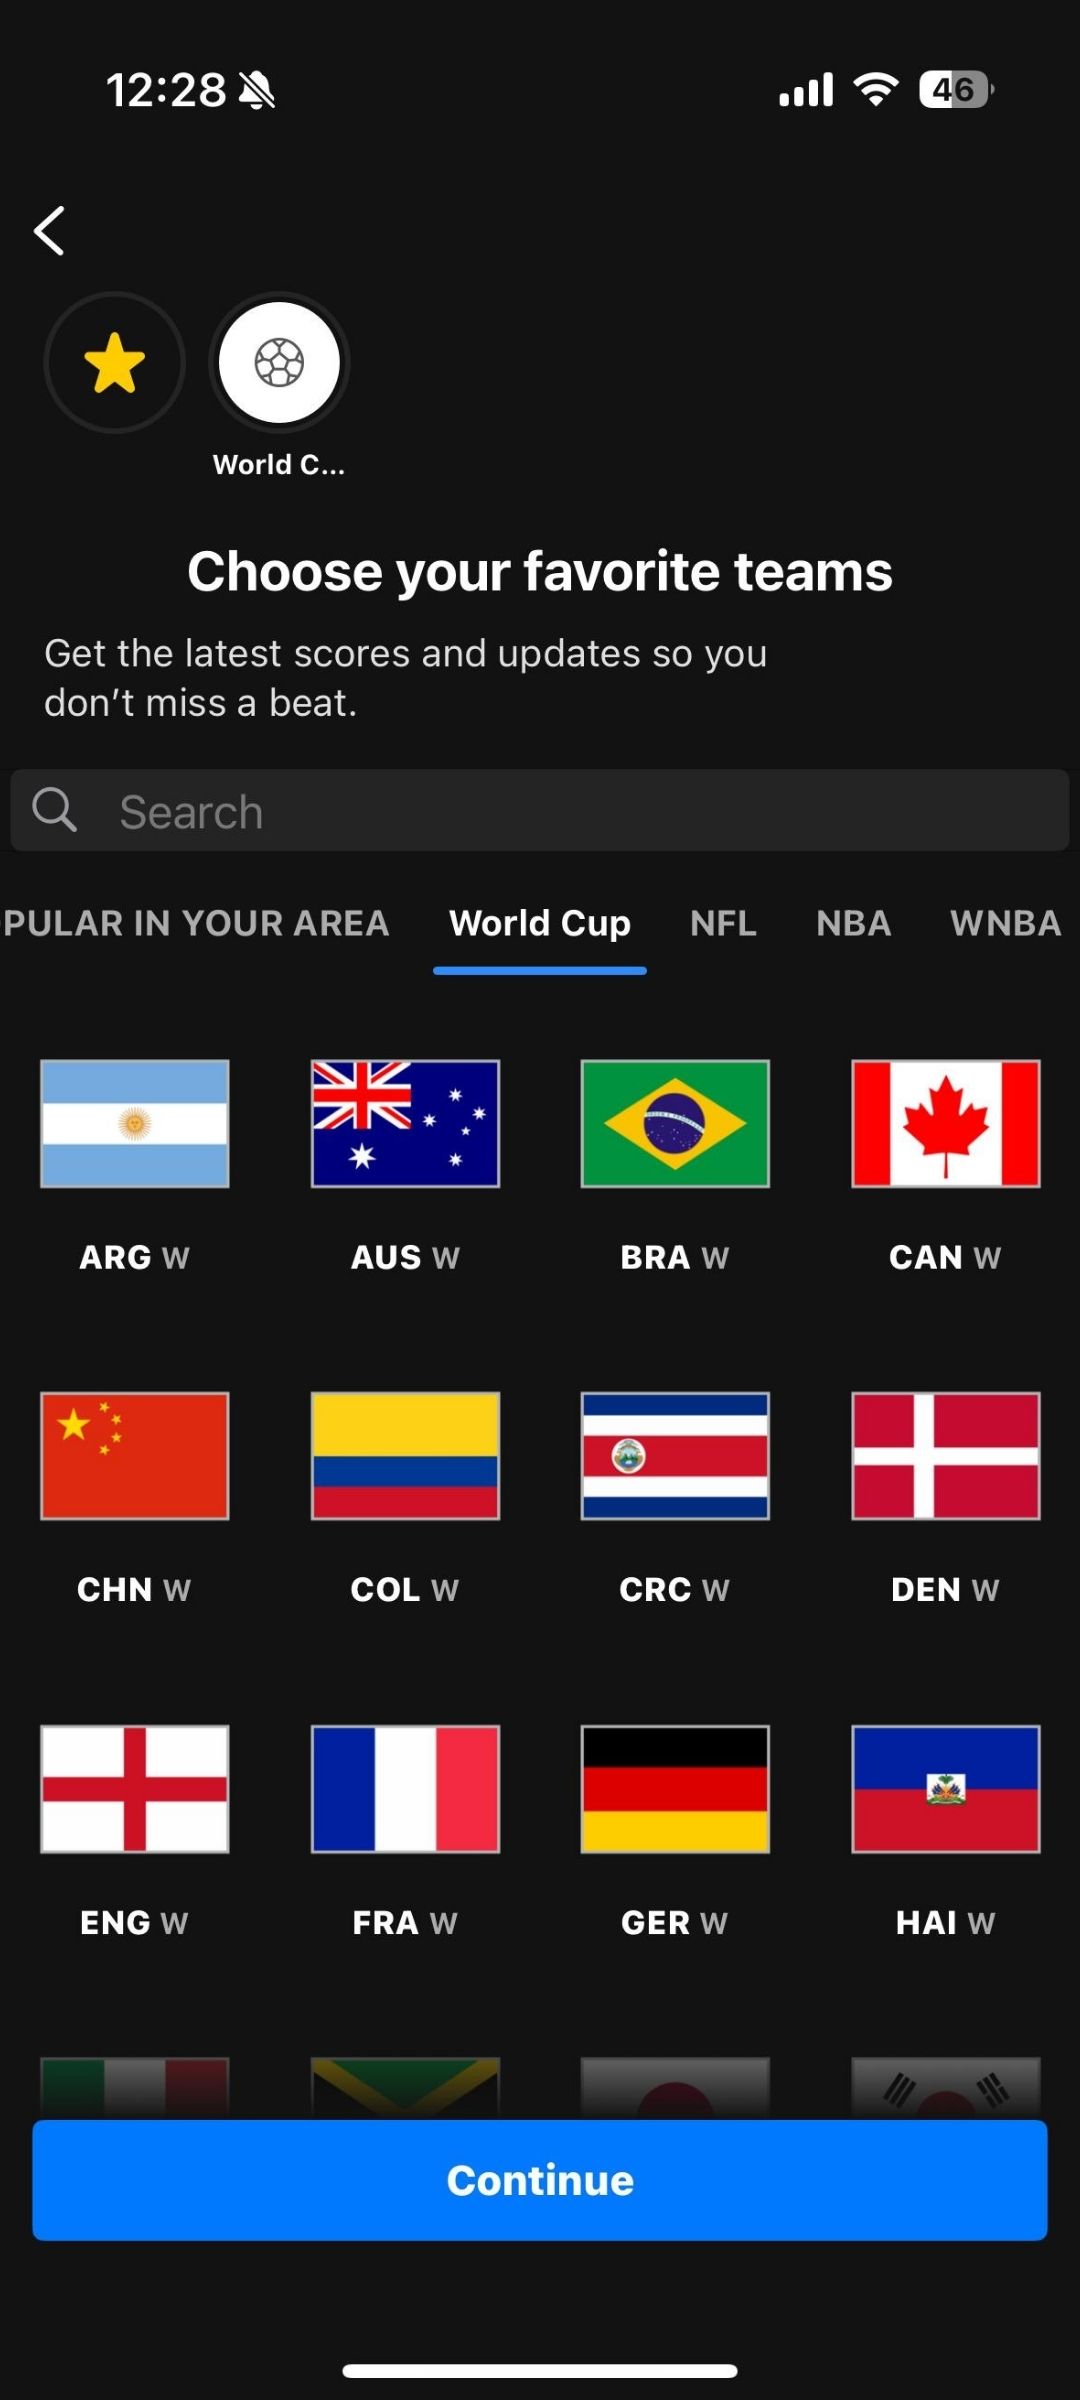 12:28
46
World C...
Choose your favorite teams
Get the latest scores and updates so you
don’t miss a beat.
Search
PULAR IN YOUR AREA World Cup NFL NBA WNBA
ARG W AUS W BRA W CAN W
CHN W COL W CRC W DEN W
ENG W FRA W GER W HAI W
Continue